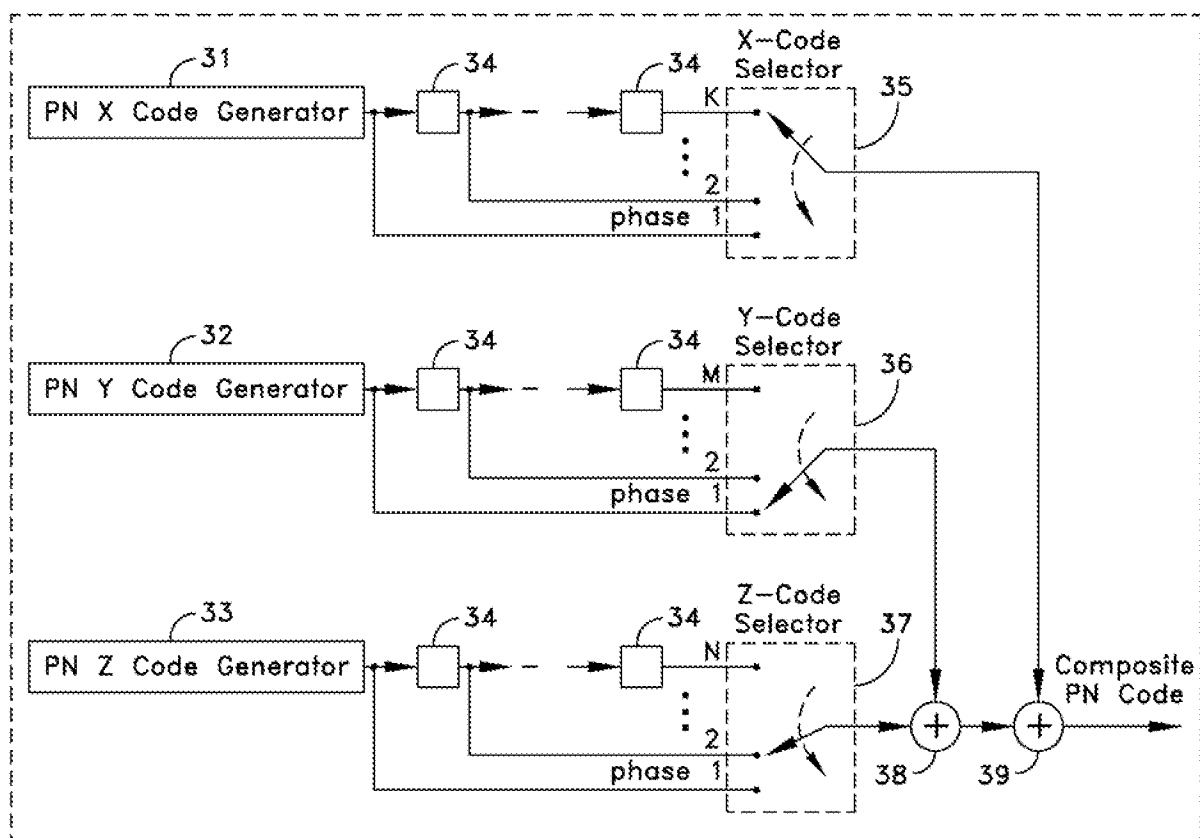 31
PN X Code Generator
34
34
X-Code
Selector
35
K
2
phase 1
32
PN Y Code Generator
34
34
Y-Code
Selector
36
M
2
phase 1
33
PN Z Code Generator
34
34
Z-Code
Selector
37
N
2
phase 1
+
38
+
39
Composite
PN Code